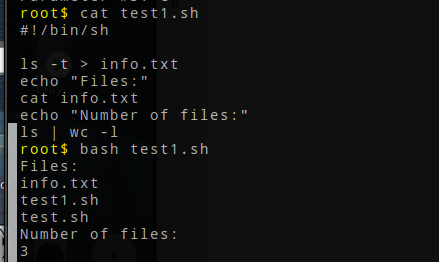 root$ cat test1.sh
#!/bin/sh
ls -t > info.txt
echo "Files:"
cat info.txt
echo "Number of files:"
ls | wc -l
root$ bash test1.sh
Files:
info.txt
test1.sh
test.sh
Number of files:
3